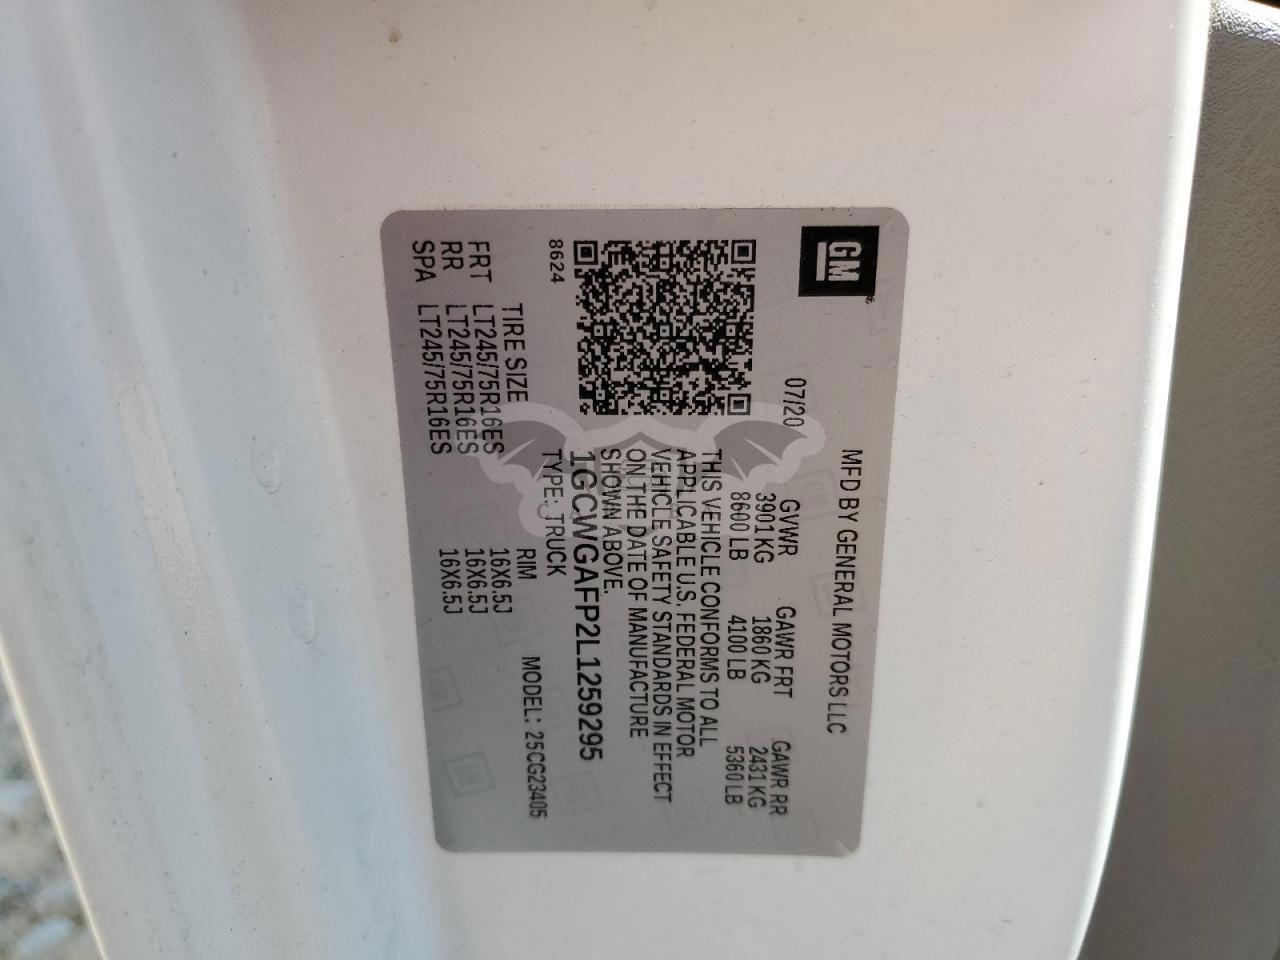 GM
MFD BY GENERAL MOTORS LLC
07/20
GVWR GAWR FRT GAWR RR
3901 KG 1860 KG 2431 KG
8600 LB 4100 LB 5360 LB
THIS VEHICLE CONFORMS TO ALL
APPLICABLE U.S. FEDERAL MOTOR
VEHICLE SAFETY STANDARDS IN EFFECT
ON THE DATE OF MANUFACTURE
SHOWN ABOVE.
1GCWGAFP2L1259295
8624
TYPE: TRUCK MODEL: 25CG23405
TIRE SIZE RIM
FRT LT245/75R16ES 16X6.5J
RR LT245/75R16ES 16X6.5J
SPA LT245/75R16ES 16X6.5J